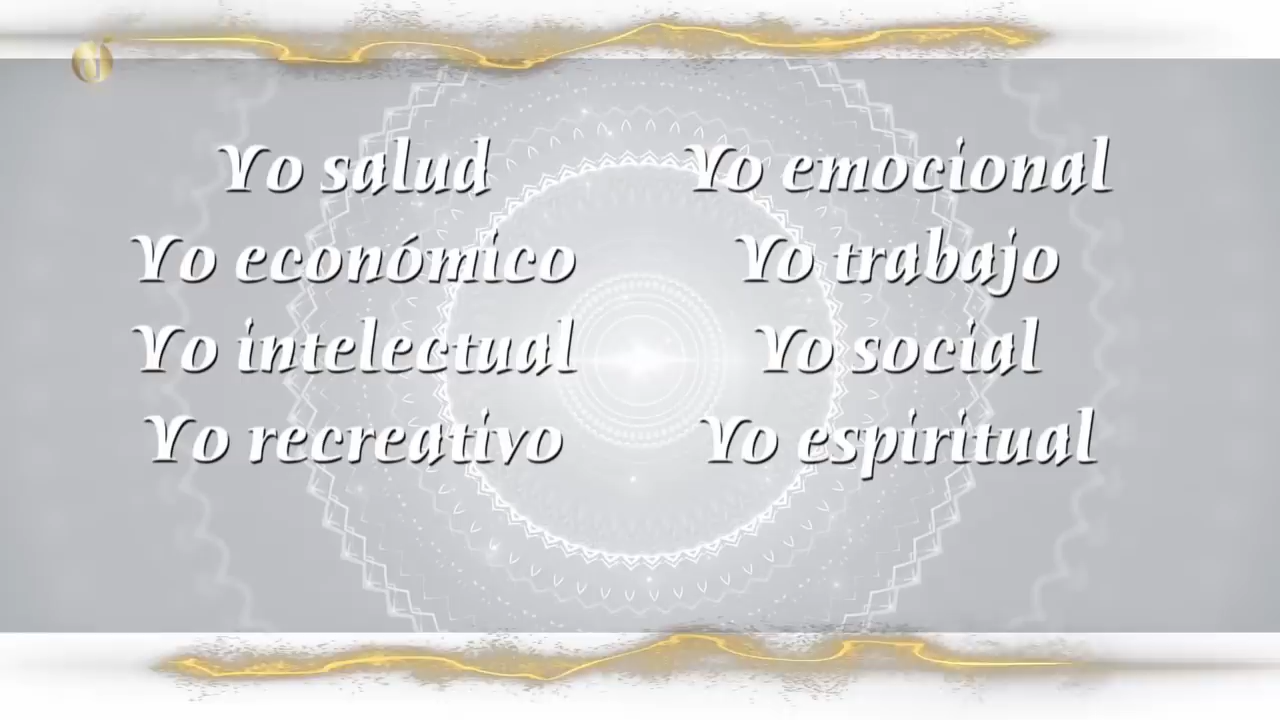 Yo salud
Yo económico
Yo intelectual
Yo recreativo
Yo emocional
Yo trabajo
Yo social
Yo espiritual